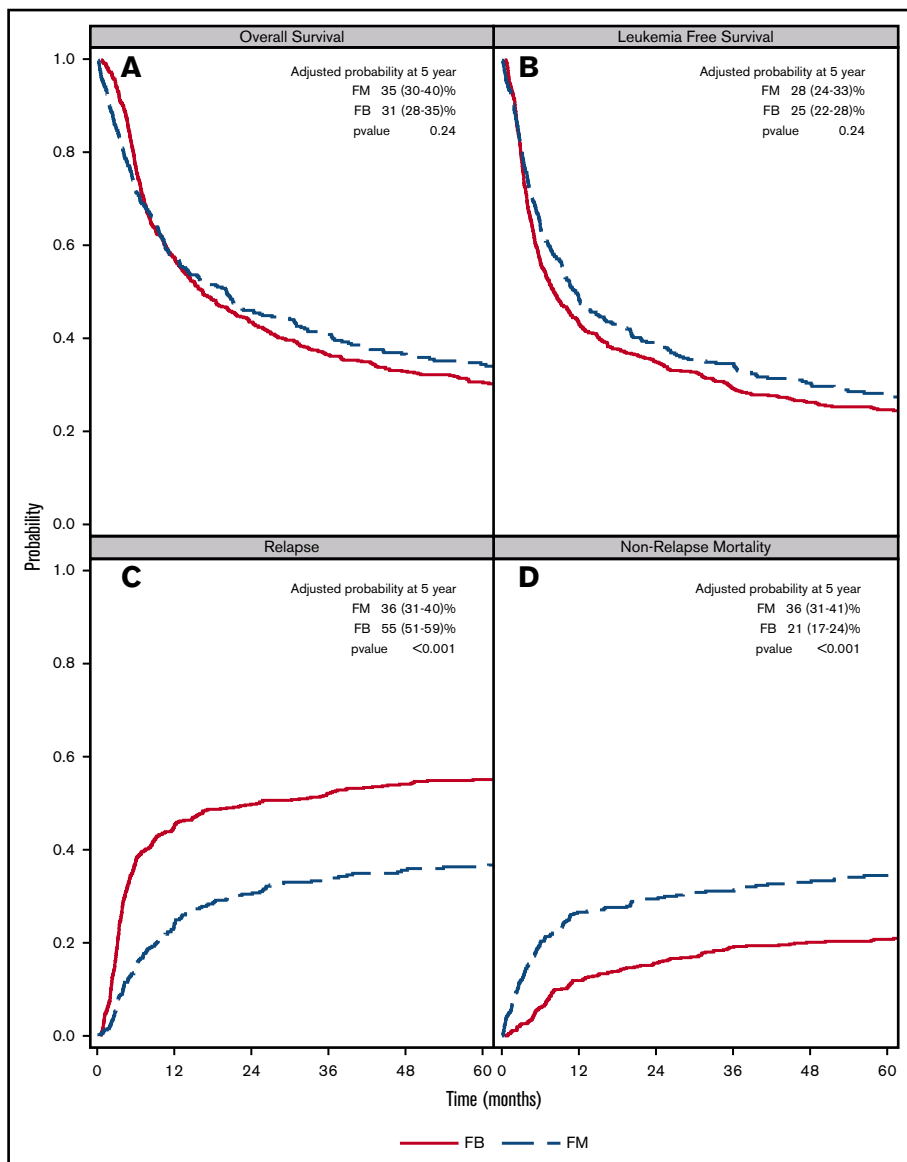 Overall Survival
Leukemia Free Survival
A
Adjusted probability at 5 year
FM 35 (30-40)%
FB 31 (28-35)%
pvalue 0.24
B
Adjusted probability at 5 year
FM 28 (24-33)%
FB 25 (22-28)%
pvalue 0.24
1.0
0.8
0.6
0.4
0.2
0.0
Probability
Relapse
Non-Relapse Mortality
C
Adjusted probability at 5 year
FM 36 (31-40)%
FB 55 (51-59)%
pvalue <0.001
D
Adjusted probability at 5 year
FM 36 (31-41)%
FB 21 (17-24)%
pvalue <0.001
1.0
0.8
0.6
0.4
0.2
0.0
0 12 24 36 48 60
0 12 24 36 48 60
Time (months)
FB FM